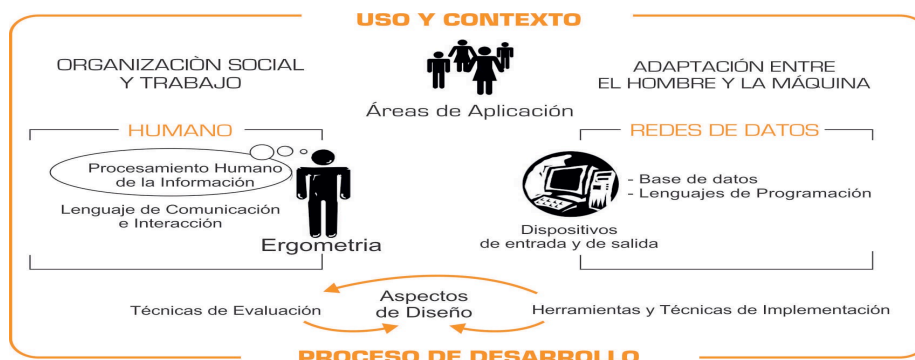 USO Y CONTEXTO
ORGANIZACIÒN SOCIAL
Y TRABAJO
Áreas de Aplicación
ADAPTACIÓN ENTRE
EL HOMBRE Y LA MÁQUINA
HUMANO
Procesamiento Humano
de la Información
Lenguaje de Comunicación
e Interacción
Ergometria
REDES DE DATOS
- Base de datos
- Lenguajes de Programación
Dispositivos
de entrada y de salida
Técnicas de Evaluación
Aspectos
de Diseño
Herramientas y Técnicas de Implementación
PROCESO DE DESARROLLO